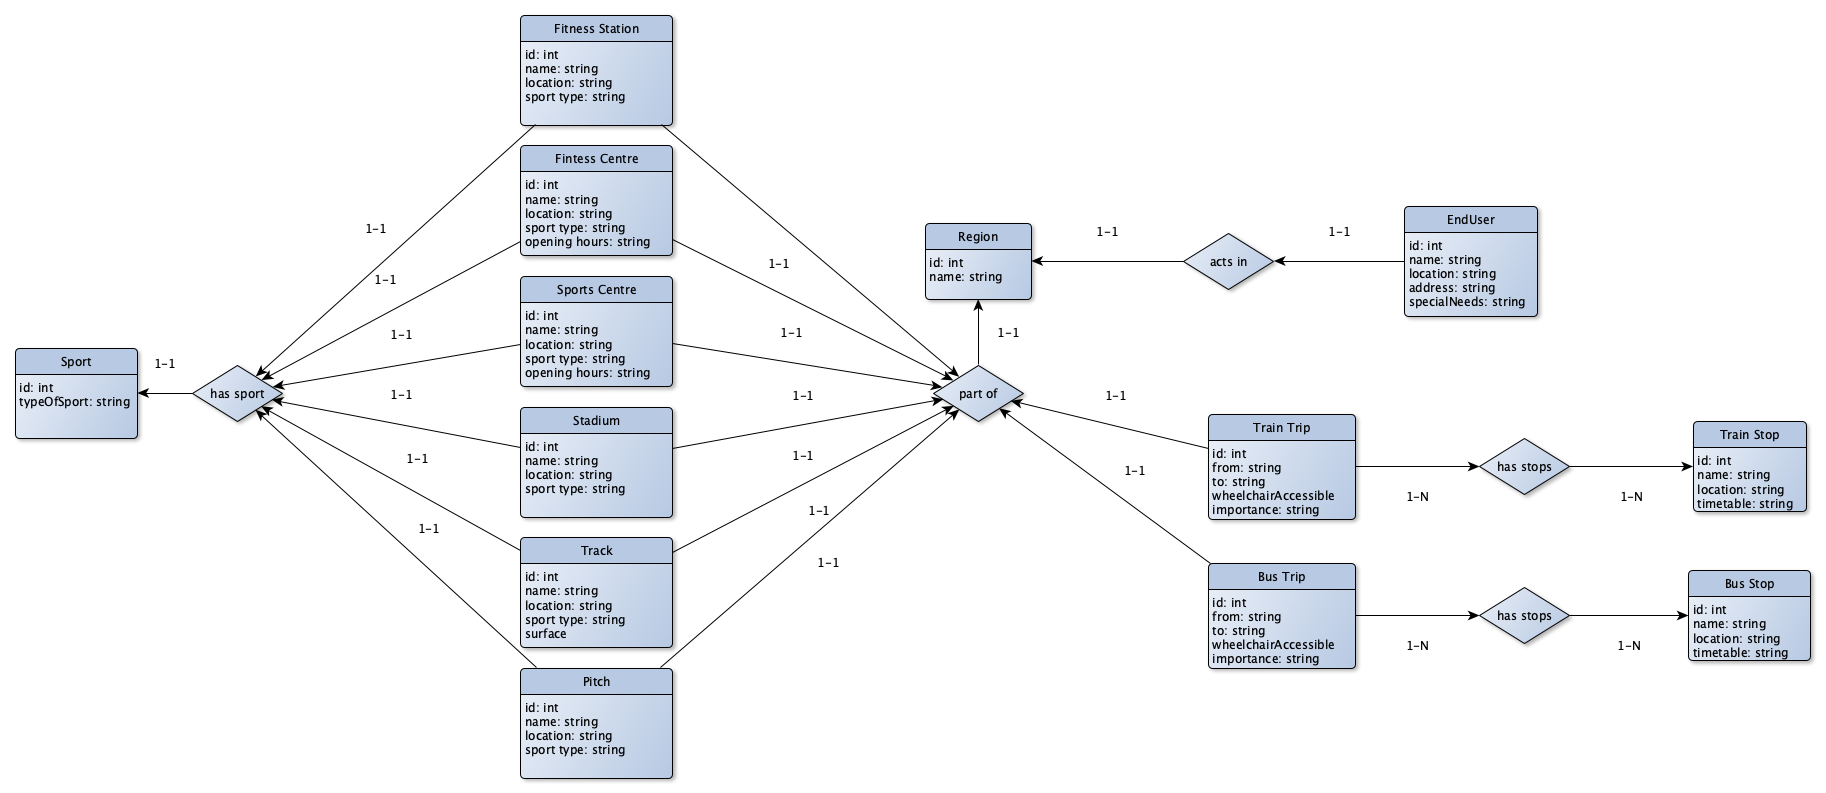 Fitness Station
id: int
name: string
location: string
sport type: string
Fintess Centre
id: int
name: string
location: string
sport type: string
opening hours: string
Sports Centre
id: int
name: string
location: string
sport type: string
opening hours: string
Stadium
id: int
name: string
location: string
sport type: string
Track
id: int
name: string
location: string
sport type: string
surface
Pitch
id: int
name: string
location: string
sport type: string
Sport
id: int
typeOfSport: string
1-1
has sport
1-1
1-1
1-1
1-1
1-1
1-1
1-1
1-1
1-1
1-1
1-1
1-1
part of
1-1
Region
id: int
name: string
1-1
acts in
1-1
EndUser
id: int
name: string
location: string
address: string
specialNeeds: string
1-1
1-1
Train Trip
id: int
from: string
to: string
wheelchairAccessible
importance: string
1-N
has stops
1-N
Train Stop
id: int
name: string
location: string
timetable: string
Bus Trip
id: int
from: string
to: string
wheelchairAccessible
importance: string
1-N
has stops
1-N
Bus Stop
id: int
name: string
location: string
timetable: string